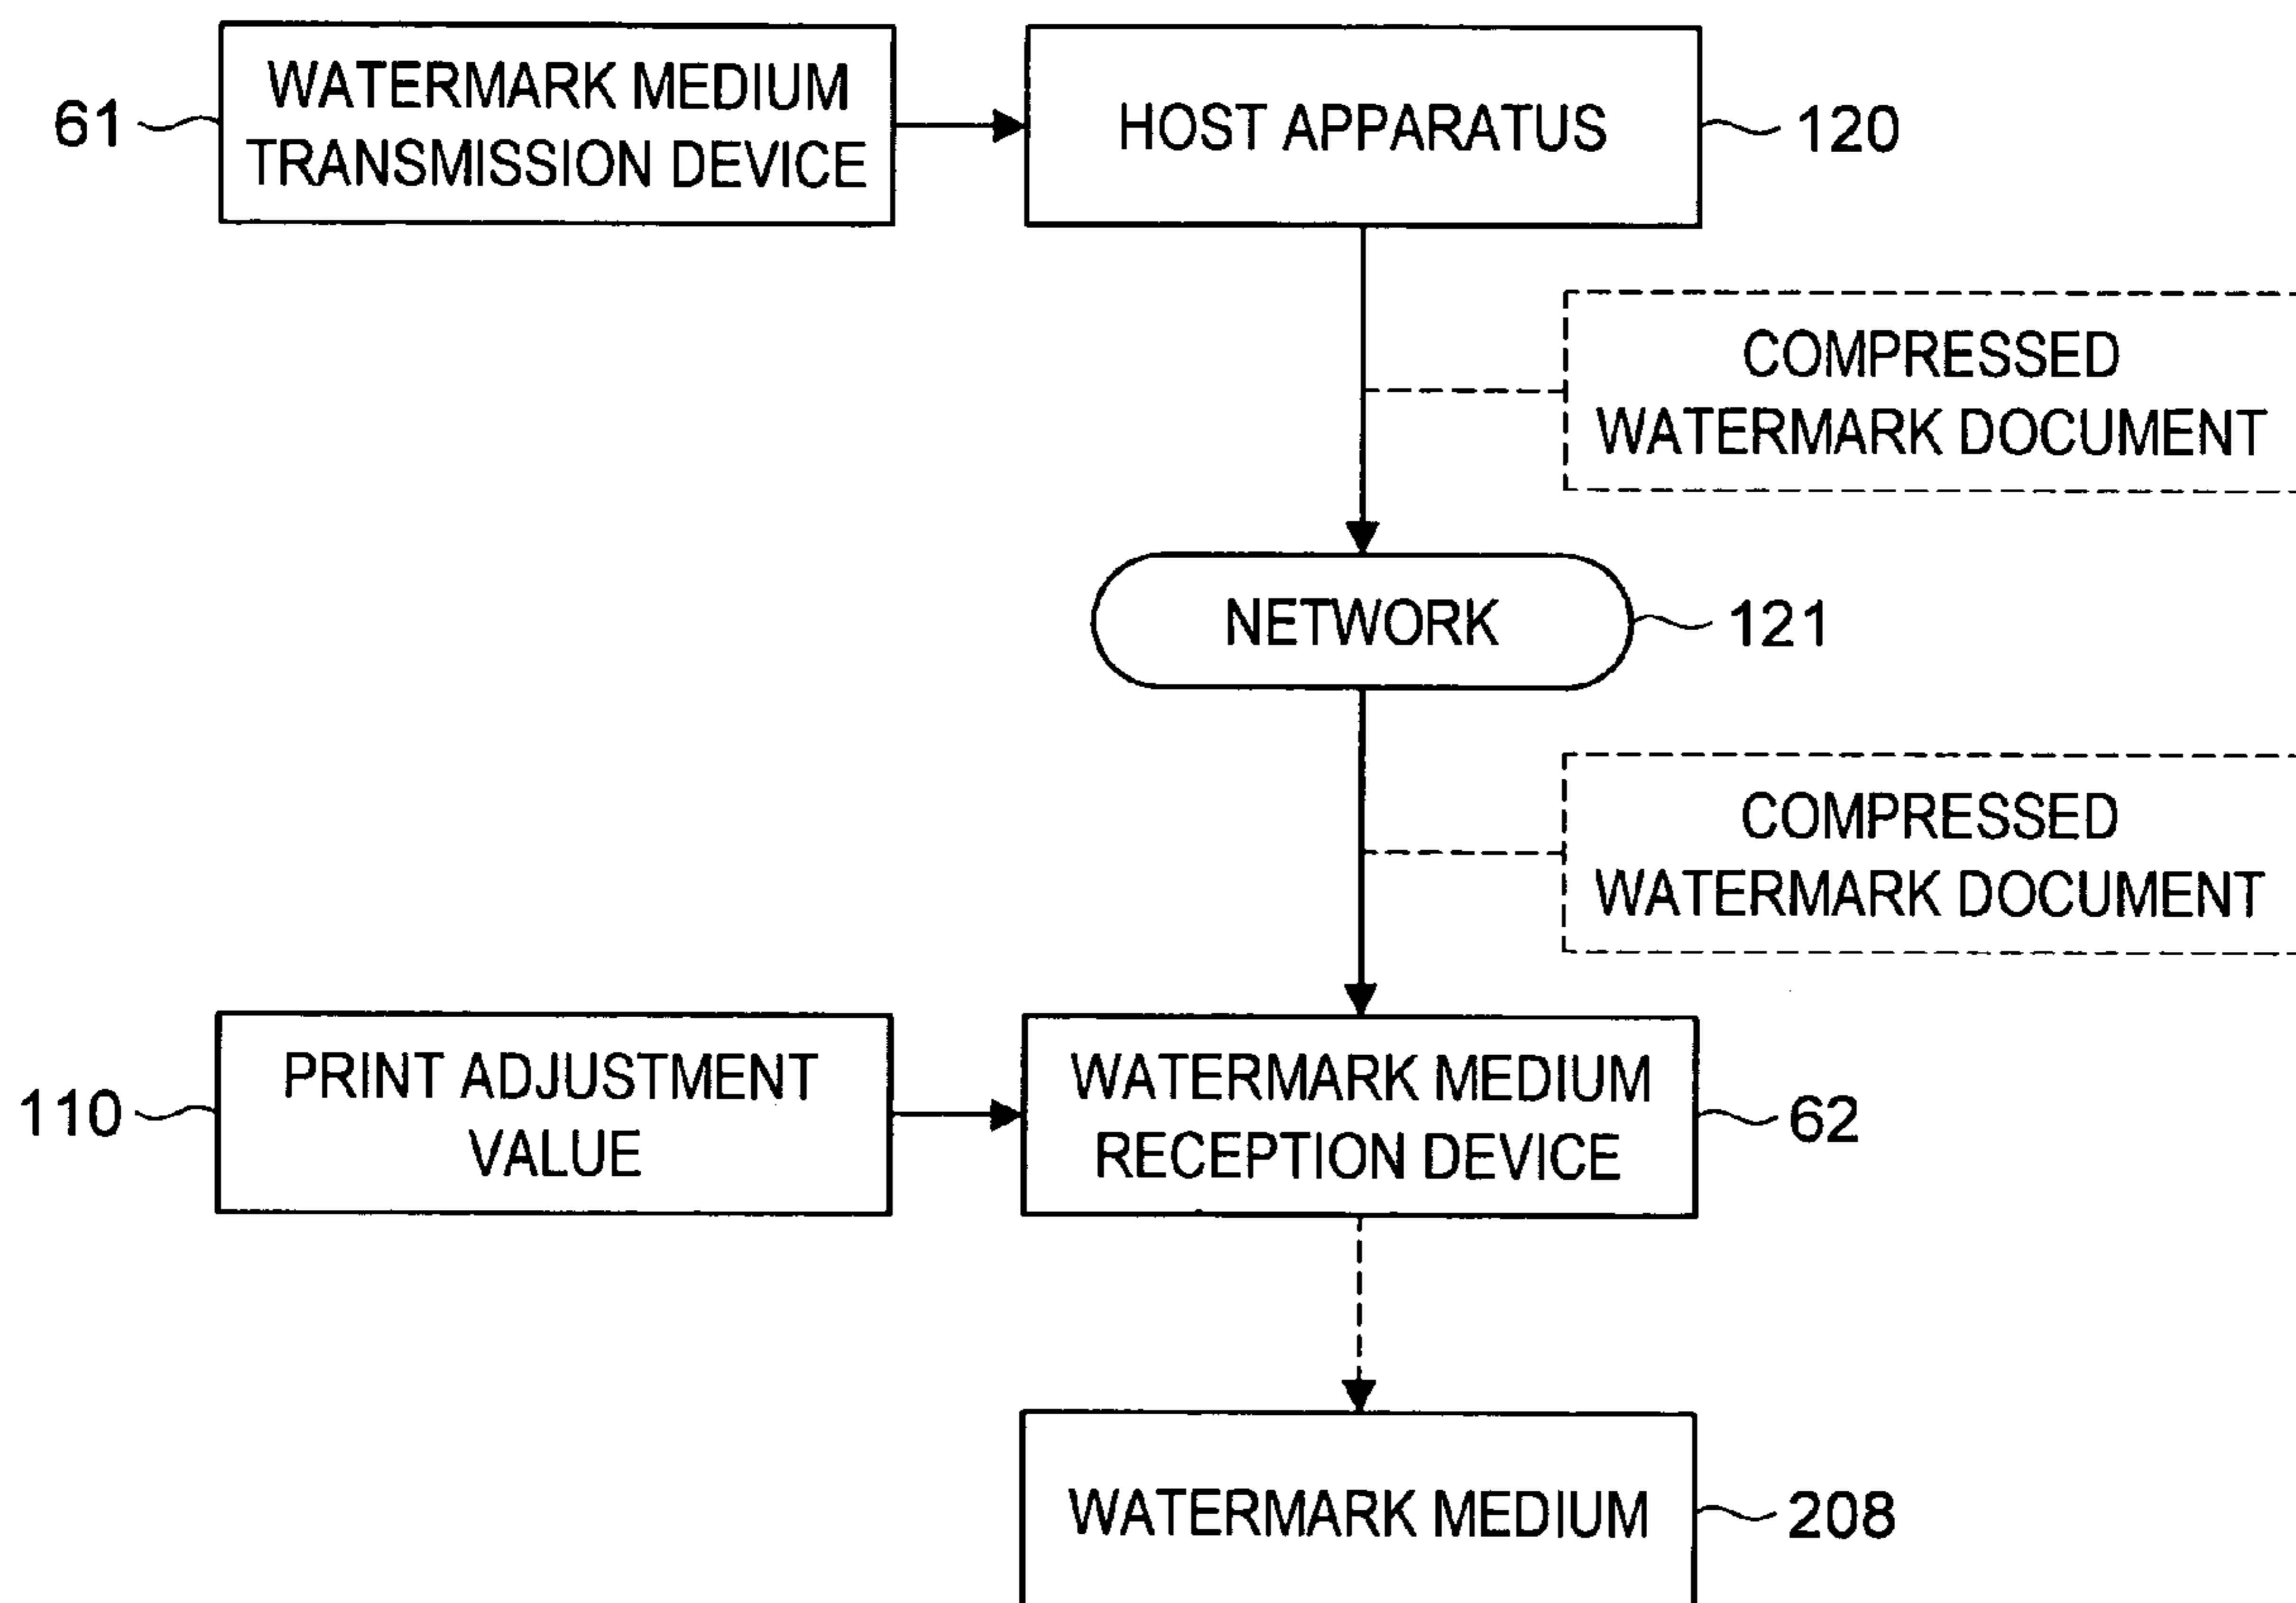 61
WATERMARK MEDIUM
TRANSMISSION DEVICE
HOST APPARATUS
120
COMPRESSED
WATERMARK DOCUMENT
NETWORK
121
COMPRESSED
WATERMARK DOCUMENT
110
PRINT ADJUSTMENT
VALUE
WATERMARK MEDIUM
RECEPTION DEVICE
62
WATERMARK MEDIUM
208